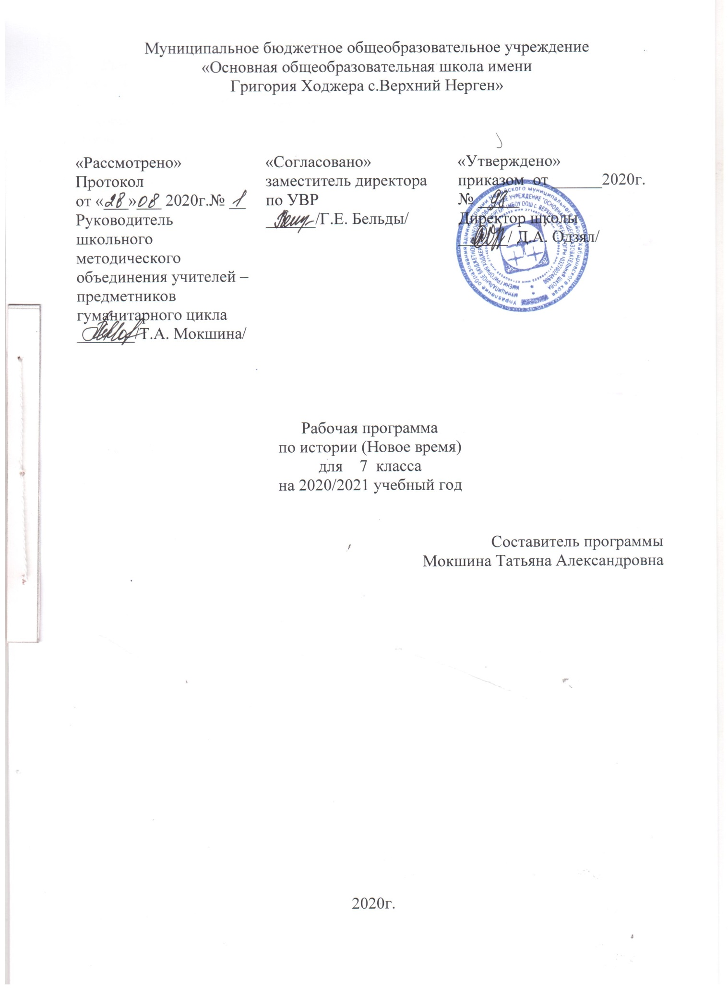 Муниципальное бюджетное общеобразовательное учреждение
«Основная общеобразовательная школа имени
Григория Ходжера с.Верхний Нерген»
«Рассмотрено»
Протокол
от «28» 08 2020г.№ 1
Руководитель
школьного
методического
объединения учителей –
предметников
гуманитарного цикла
/Т.А. Мокшина/
«Согласовано»
заместитель директора
по УВР
/Г.Е. Бельды/
«Утверждено»
приказом от ______2020г.
№
Директор школы
/ Д.А. Одзял/
Рабочая программа
по истории (Новое время)
для 7 класса
на 2020/2021 учебный год
Составитель программы
Мокшина Татьяна Александровна
2020г.